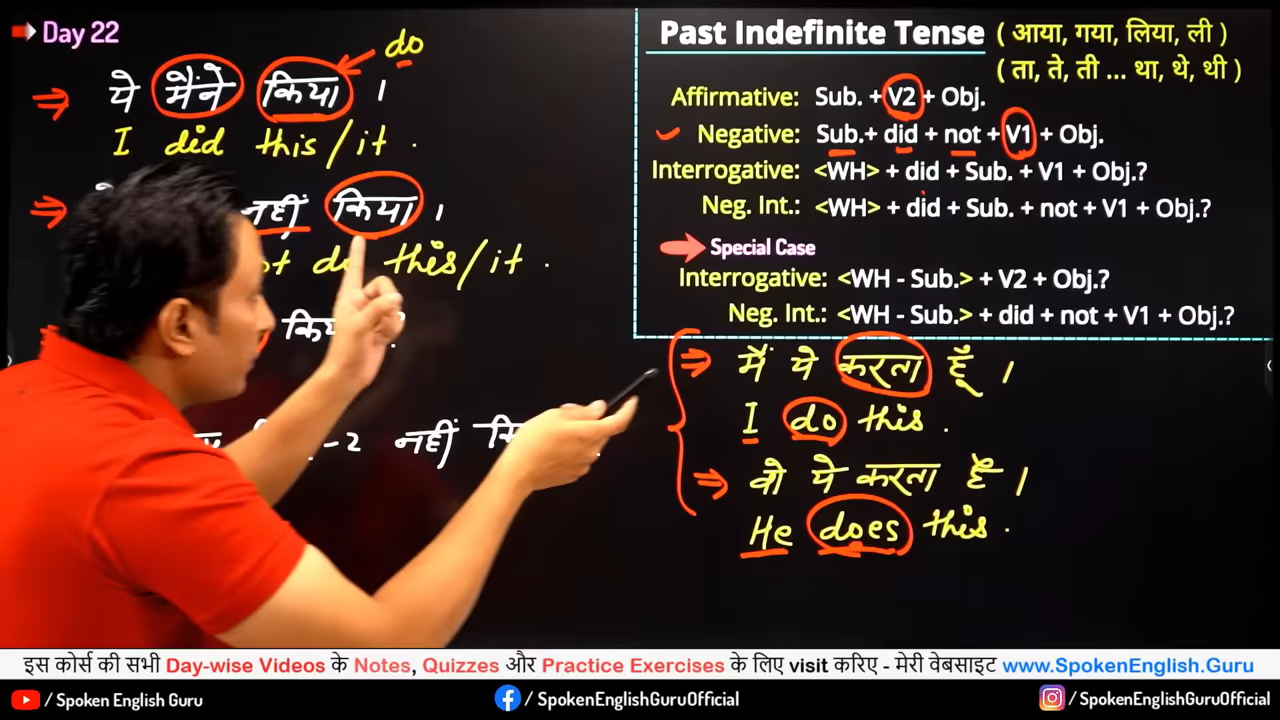 Day 22
do
ये मैंने किया ।
I did this/it .
नहीं किया ।
do this/it .
-2 नहीं
Past Indefinite Tense ( आया, गया, लिया, ली )
( ता, ते, ती ... था, थे, थी )
Affirmative: Sub. + V2 + Obj.
Negative: Sub.+ did + not + V1 + Obj.
Interrogative: <WH> + did + Sub. + V1 + Obj.?
Neg. Int.: <WH> + did + Sub. + not + V1 + Obj.?
Special Case
Interrogative: <WH - Sub.> + V2 + Obj.?
Neg. Int.: <WH - Sub.> + did + not + V1 + Obj.?
मैं ये करता हूँ ।
I do this .
वो ये करता है ।
He does this .
इस कोर्स की सभी Day-wise Videos के Notes, Quizzes और Practice Exercises के लिए visit करिए - मेरी वेबसाइट www.SpokenEnglish.Guru
/ Spoken English Guru
/ SpokenEnglishGuruOfficial
/ SpokenEnglishGuruOfficial